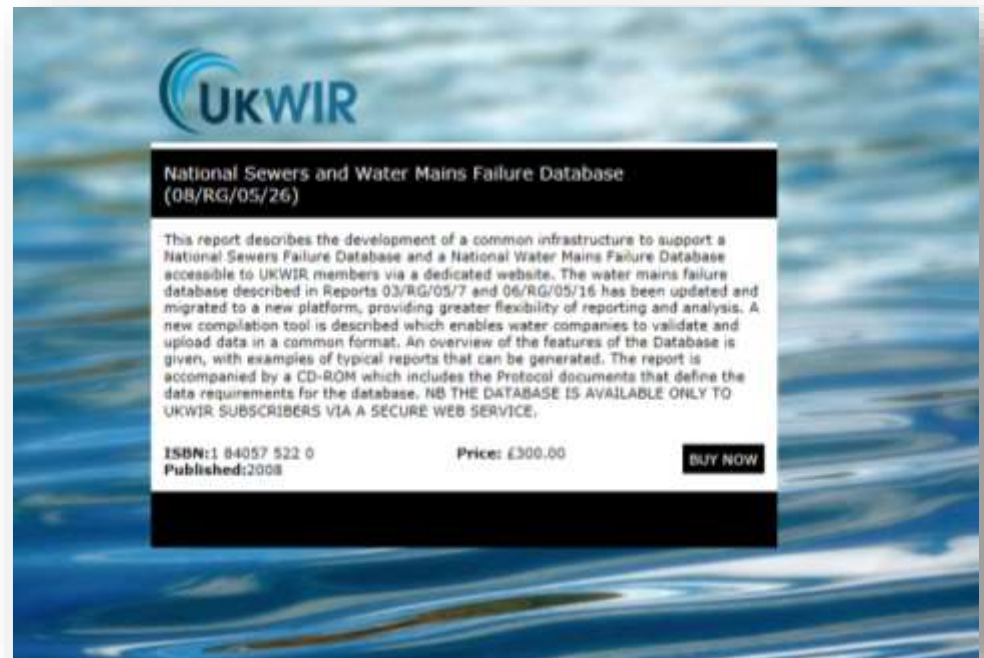 UKWIR
National Sewers and Water Mains Failure Database
(08/RG/05/26)
This report describes the development of a common infrastructure to support a
National Sewers Failure Database and a National Water Mains Failure Database
accessible to UKWIR members via a dedicated website. The water mains failure
database described in Reports 03/RG/05/7 and 06/RG/05/16 has been updated and
migrated to a new platform, providing greater flexibility of reporting and analysis. A
new compilation tool is described which enables water companies to validate and
upload data in a common format. An overview of the features of the Database is
given, with examples of typical reports that can be generated. The report is
accompanied by a CD-ROM which includes the Protocol documents that define the
data requirements for the database. NB THE DATABASE IS AVAILABLE ONLY TO
UKWIR SUBSCRIBERS VIA A SECURE WEB SERVICE.
ISBN:1 84057 522 0 Price: £300.00 BUY NOW
Published:2008